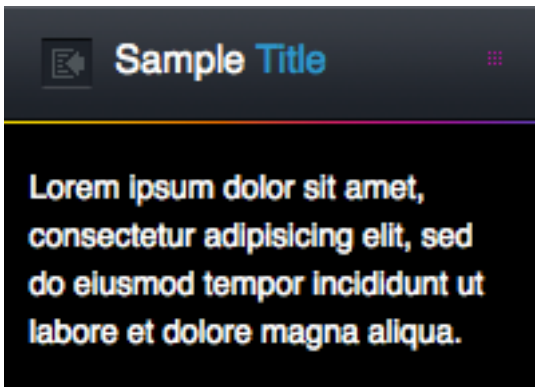 Sample Title
Lorem ipsum dolor sit amet,
consectetur adipisicing elit, sed
do eiusmod tempor incididunt ut
labore et dolore magna aliqua.